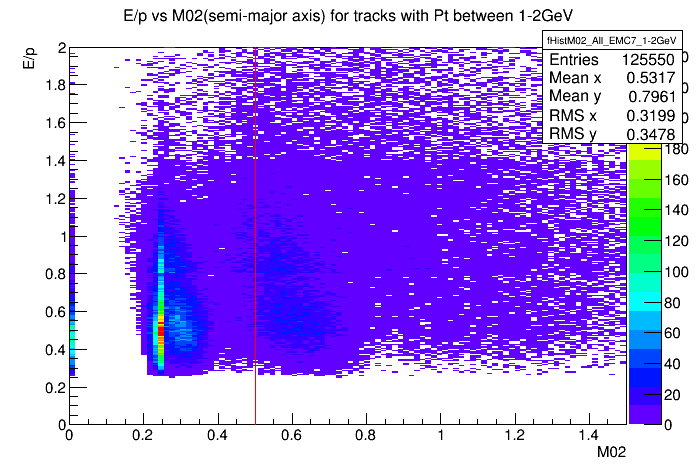 E/p vs M02(semi-major axis) for tracks with Pt between 1-2GeV
fHistM02_All_EMC7_1-2GeV
Entries 125550
Mean x 0.5317
Mean y 0.7961
RMS x 0.3199
RMS y 0.3478
E/p
2
1.8
1.6
1.4
1.2
1
0.8
0.6
0.4
0.2
0
0 0.2 0.4 0.6 0.8 1 1.2 1.4
M02
180
160
140
120
100
80
60
40
20
0